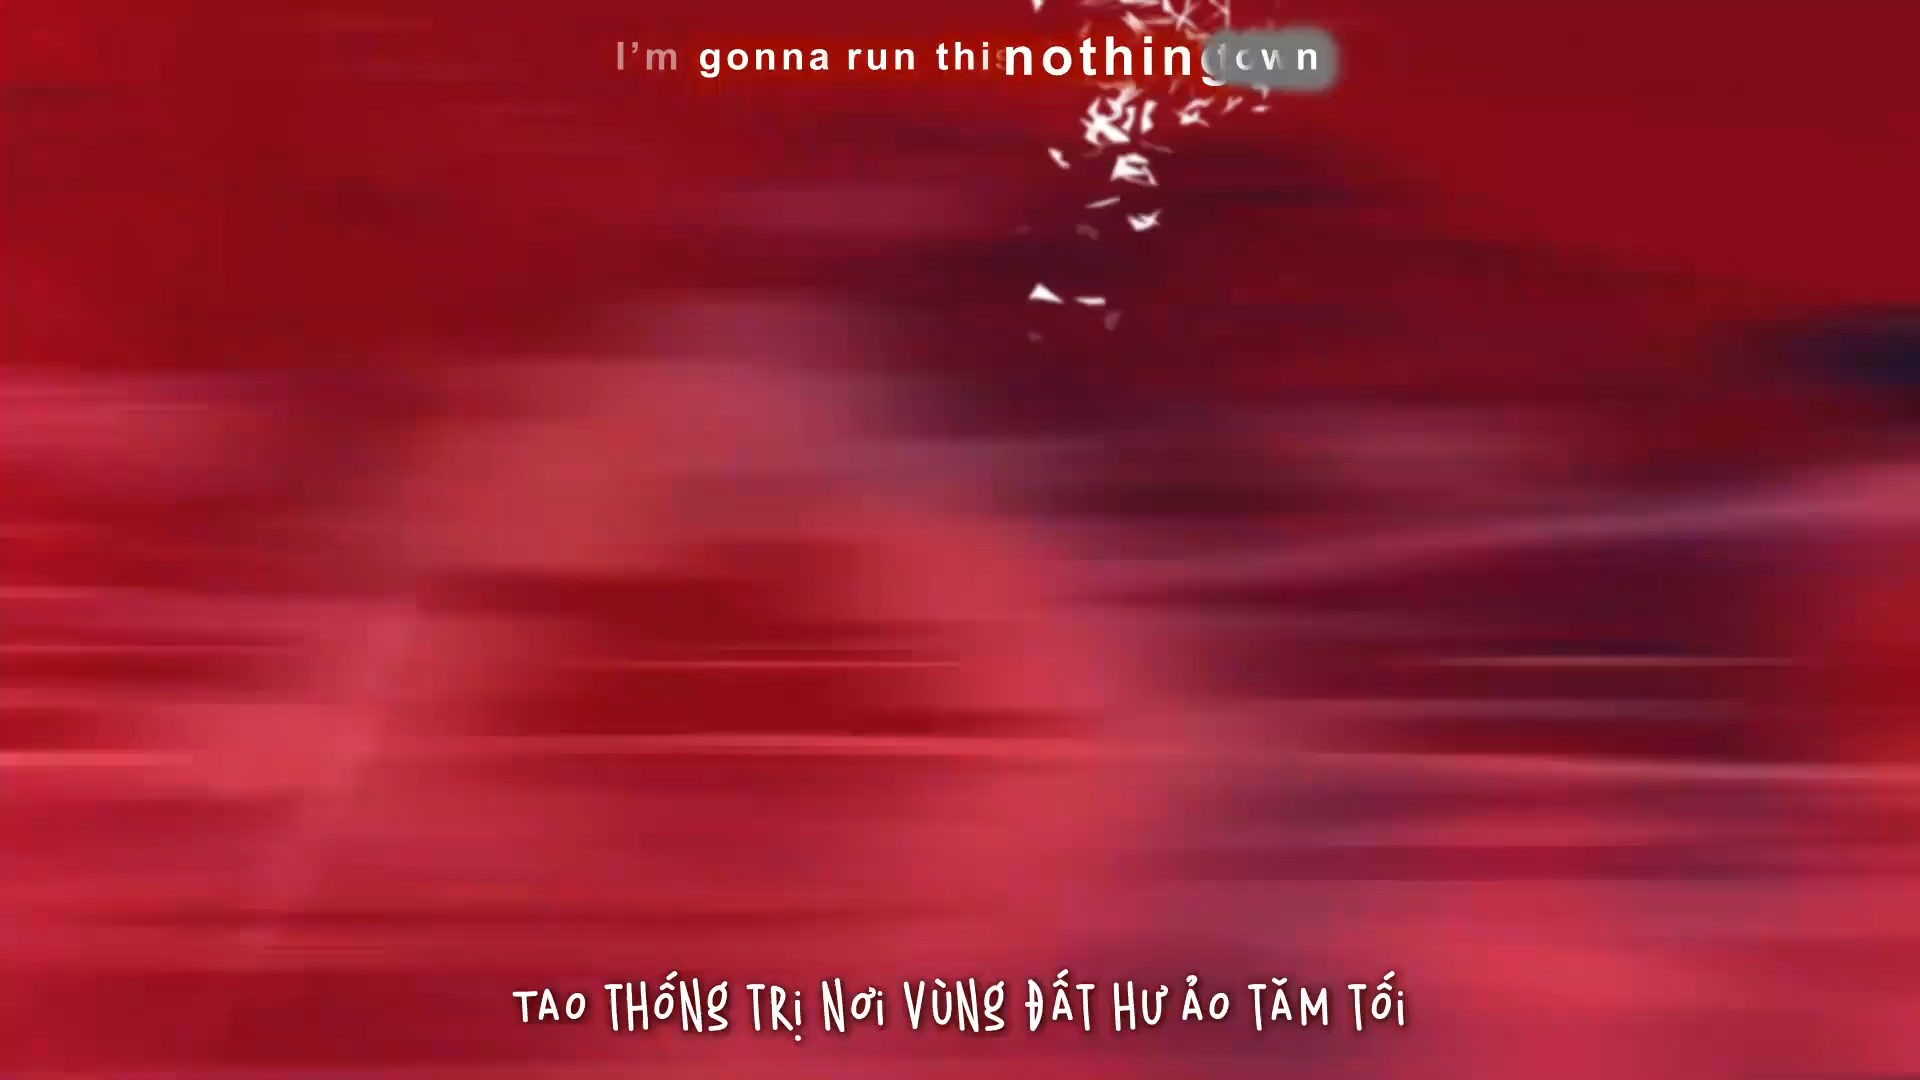 I'm gonna run this nothing town
TAO THỐNG TRỊ NƠI VÙNG ĐẤT HƯ ẢO TĂM TỐI